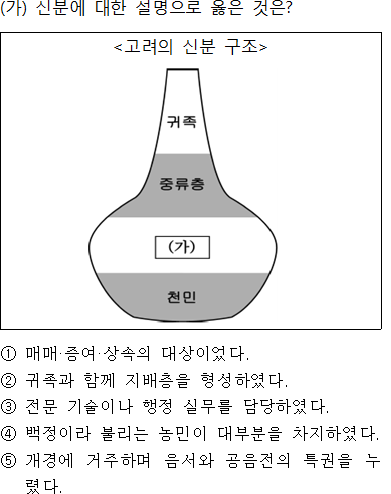 (가) 신분에 대한 설명으로 옳은 것은?
<고려의 신분 구조>
귀족
중류층
(가)
천민
① 매매·증여·상속의 대상이었다.
② 귀족과 함께 지배층을 형성하였다.
③ 전문 기술이나 행정 실무를 담당하였다.
④ 백정이라 불리는 농민이 대부분을 차지하였다.
⑤ 개경에 거주하며 음서와 공음전의 특권을 누
렸다.